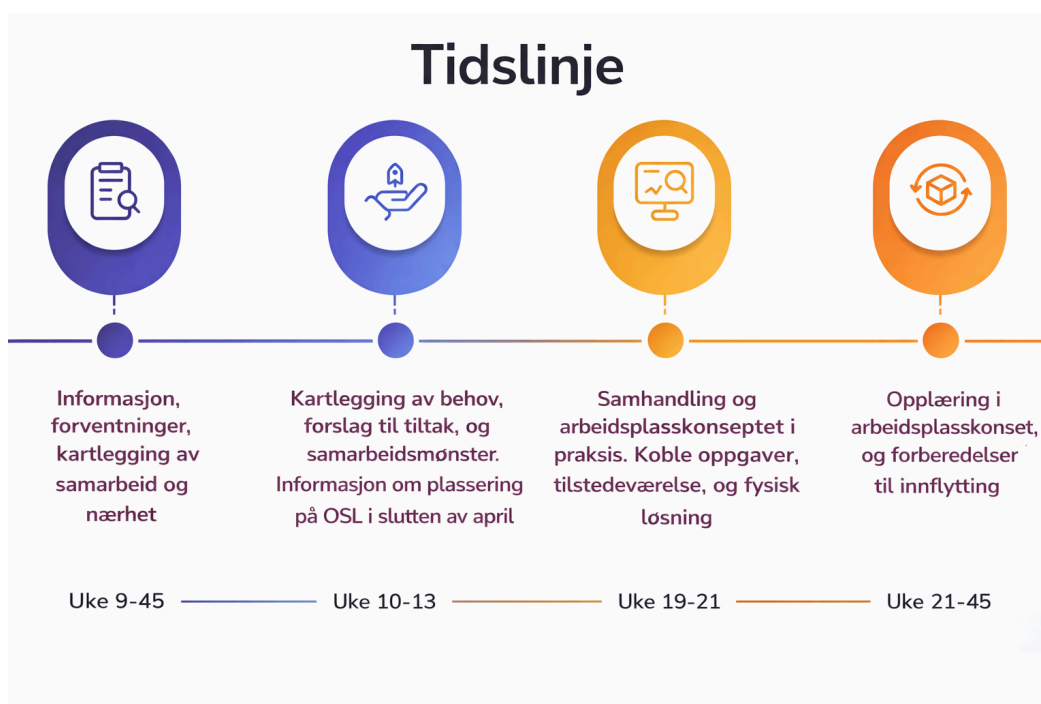 Tidslinje
Informasjon,
forventninger,
kartlegging av
samarbeid og
nærhet
Kartlegging av behov,
forslag til tiltak, og
samarbeidsmønster.
Informasjon om plassering
på OSL i slutten av april
Samhandling og
arbeidsplasskonseptet i
praksis. Koble oppgaver,
tilstedeværelse, og fysisk
løsning
Opplæring i
arbeidsplasskonset,
og forberedelser
til innflytting
Uke 9-45
Uke 10-13
Uke 19-21
Uke 21-45